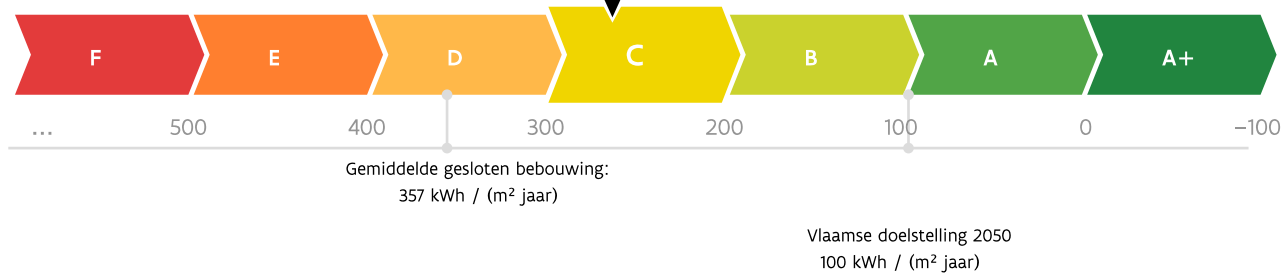 F E D C B A A+
... 500 400 300 200 100 0 −100
Gemiddelde gesloten bebouwing:
357 kWh / (m² jaar)
Vlaamse doelstelling 2050
100 kWh / (m² jaar)